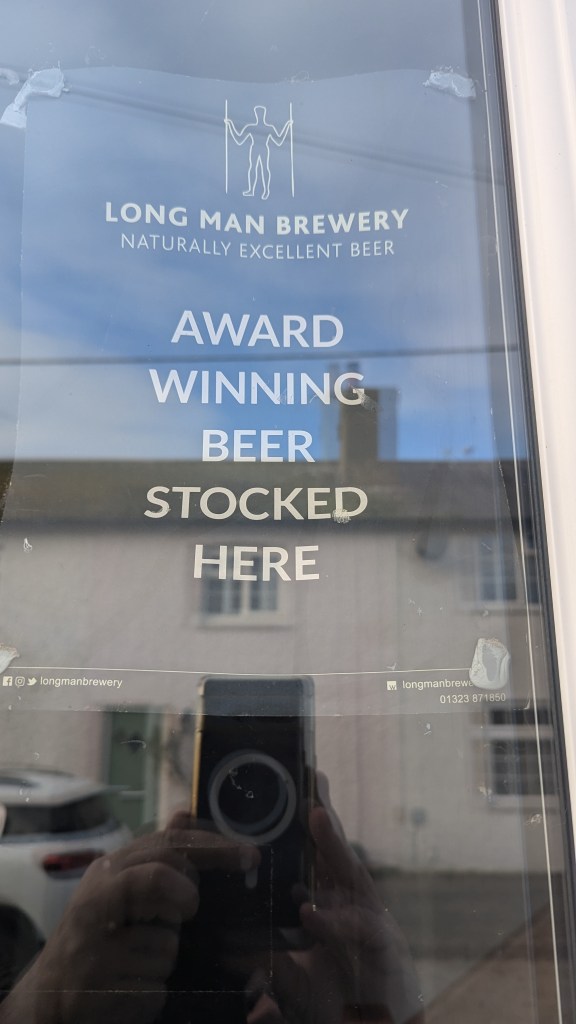 LONG MAN BREWERY
NATURALLY EXCELLENT BEER
AWARD
WINNING
BEER
STOCKED
HERE
longmanbrewery
01323 871850